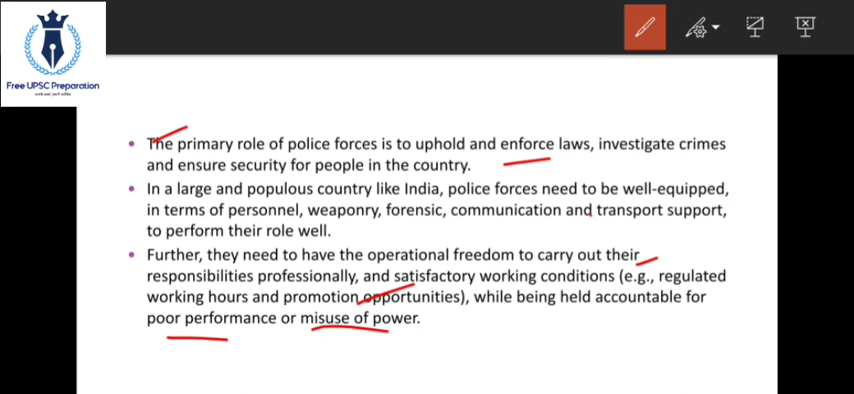 Free UPSC Preparation
• The primary role of police forces is to uphold and enforce laws, investigate crimes
and ensure security for people in the country.
• In a large and populous country like India, police forces need to be well-equipped,
in terms of personnel, weaponry, forensic, communication and transport support,
to perform their role well.
• Further, they need to have the operational freedom to carry out their
responsibilities professionally, and satisfactory working conditions (e.g., regulated
working hours and promotion opportunities), while being held accountable for
poor performance or misuse of power.